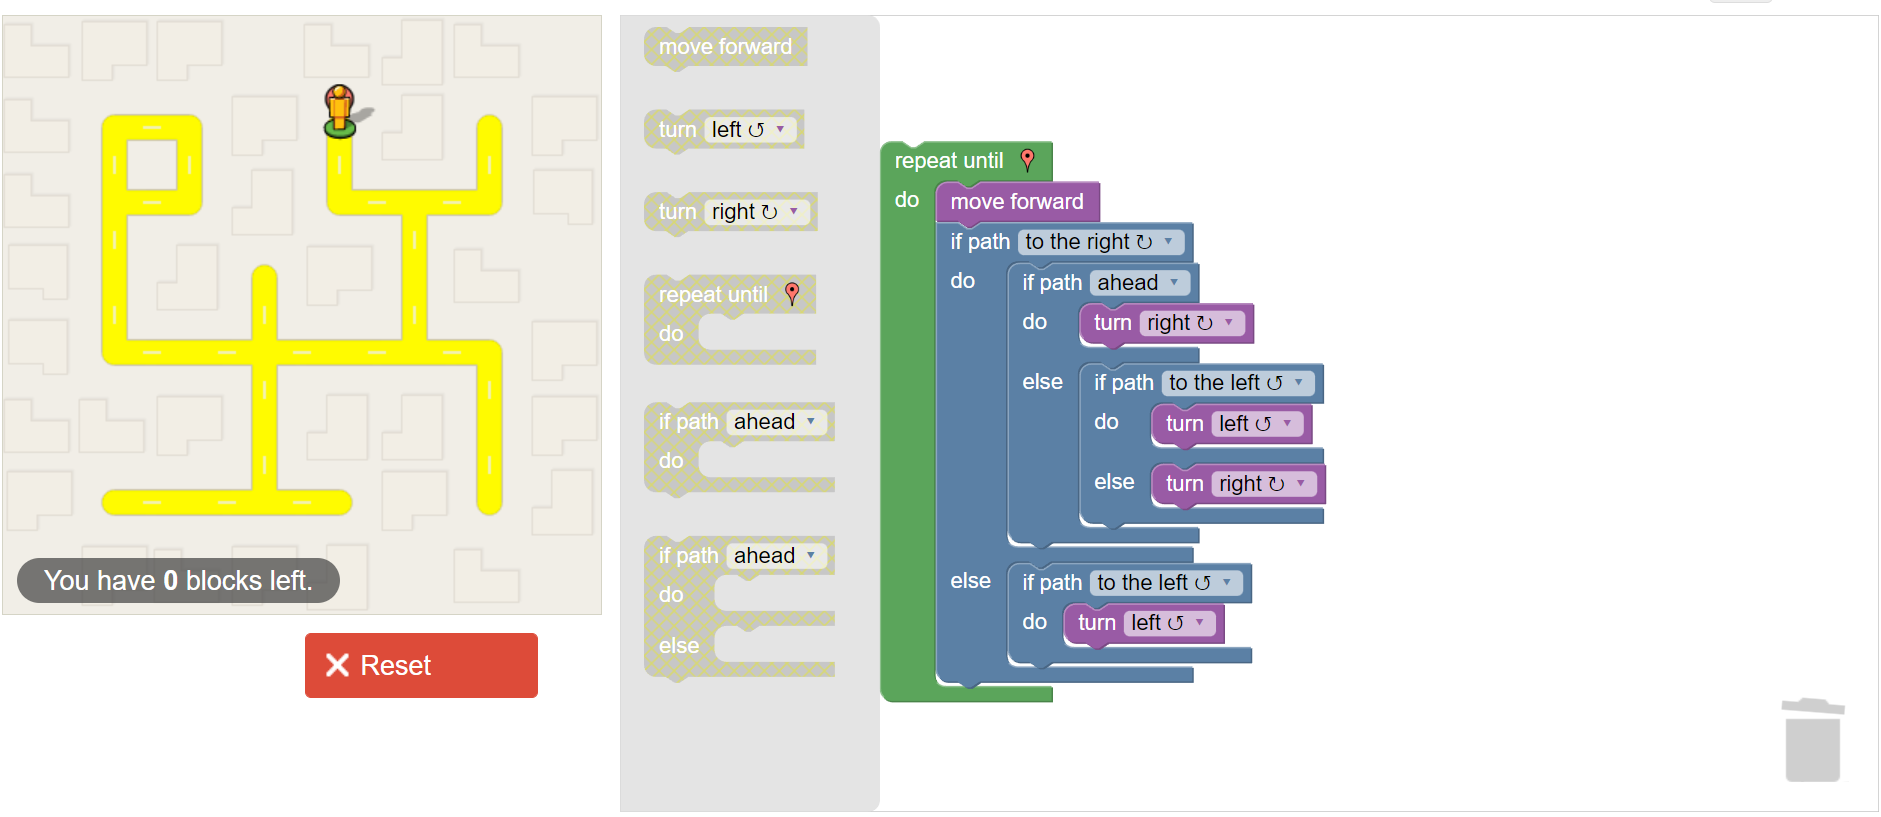 You have 0 blocks left.
Reset
move forward
turn left ↺
turn right ↻
repeat until
do
if path ahead
do
if path ahead
do
else
repeat until
do
move forward
if path to the right ↻
do
if path ahead
do
turn right ↻
else
if path to the left ↺
do
turn left ↺
else
turn right ↻
else
if path to the left ↺
do
turn left ↺